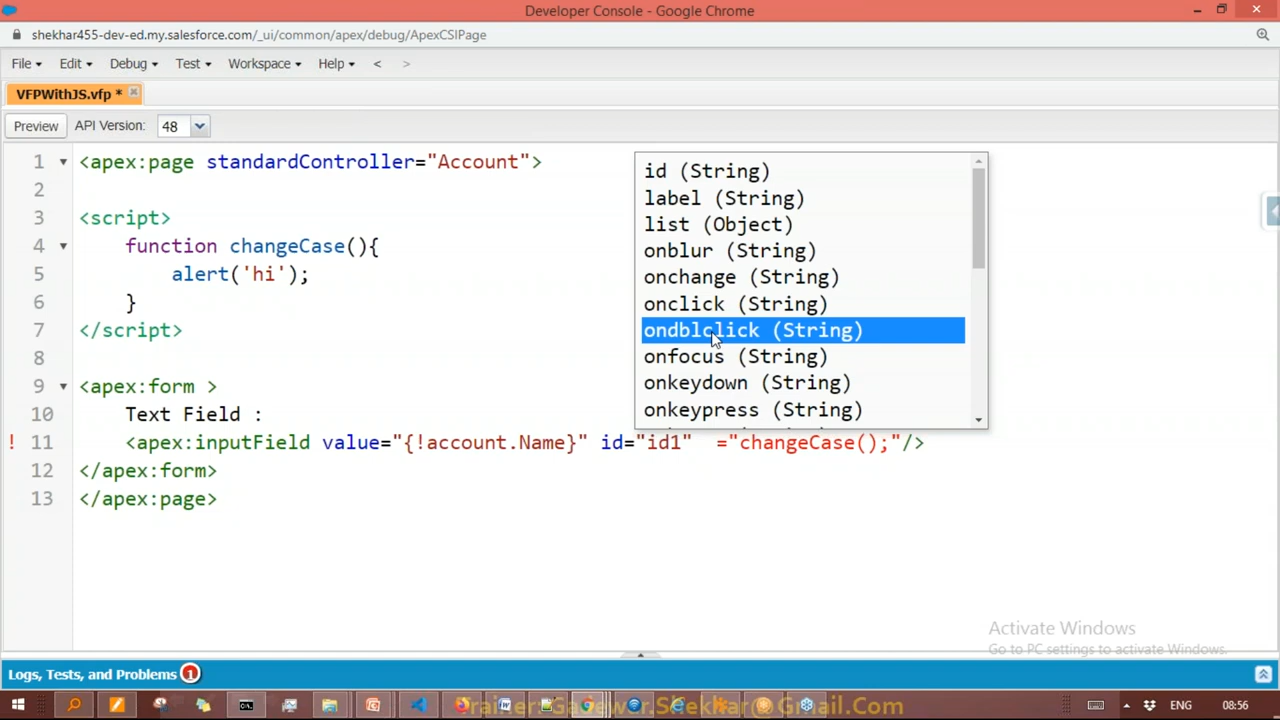 Developer Console - Google Chrome
shekhar455-dev-ed.my.salesforce.com/_ui/common/apex/debug/ApexCSIPage
File Edit Debug Test Workspace Help < >
VFPWithJS.vfp *
Preview API Version: 48
1 <apex:page standardController="Account">
2
3 <script>
4 function changeCase(){
5 alert('hi');
6 }
7 </script>
8
9 <apex:form >
10 Text Field :
! 11 <apex:inputField value="{!account.Name}" id="id1" ="changeCase();"/>
12 </apex:form>
13 </apex:page>
id (String)
label (String)
list (Object)
onblur (String)
onchange (String)
onclick (String)
ondblclick (String)
onfocus (String)
onkeydown (String)
onkeypress (String)
Activate Windows
Go to PC settings to activate Windows.
Logs, Tests, and Problems 1
Shekhar@Gmail.Com
ENG 08:56